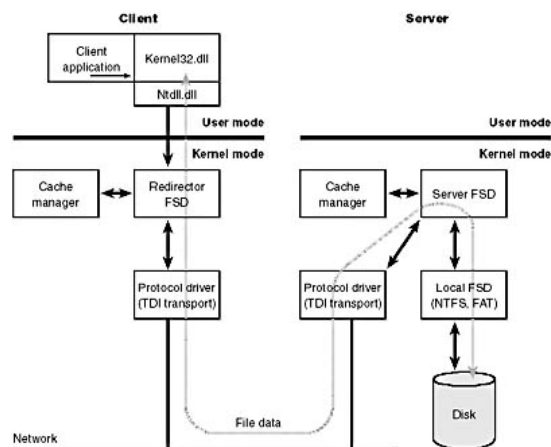 Client
Server
Client
application
Kernel32.dll
Ntdll.dll
User mode
Kernel mode
User mode
Kernel mode
Cache
manager
Redirector
FSD
Cache
manager
Server FSD
Protocol driver
(TDI transport)
Protocol driver
(TDI transport)
Local FSD
(NTFS, FAT)
Disk
File data
Network